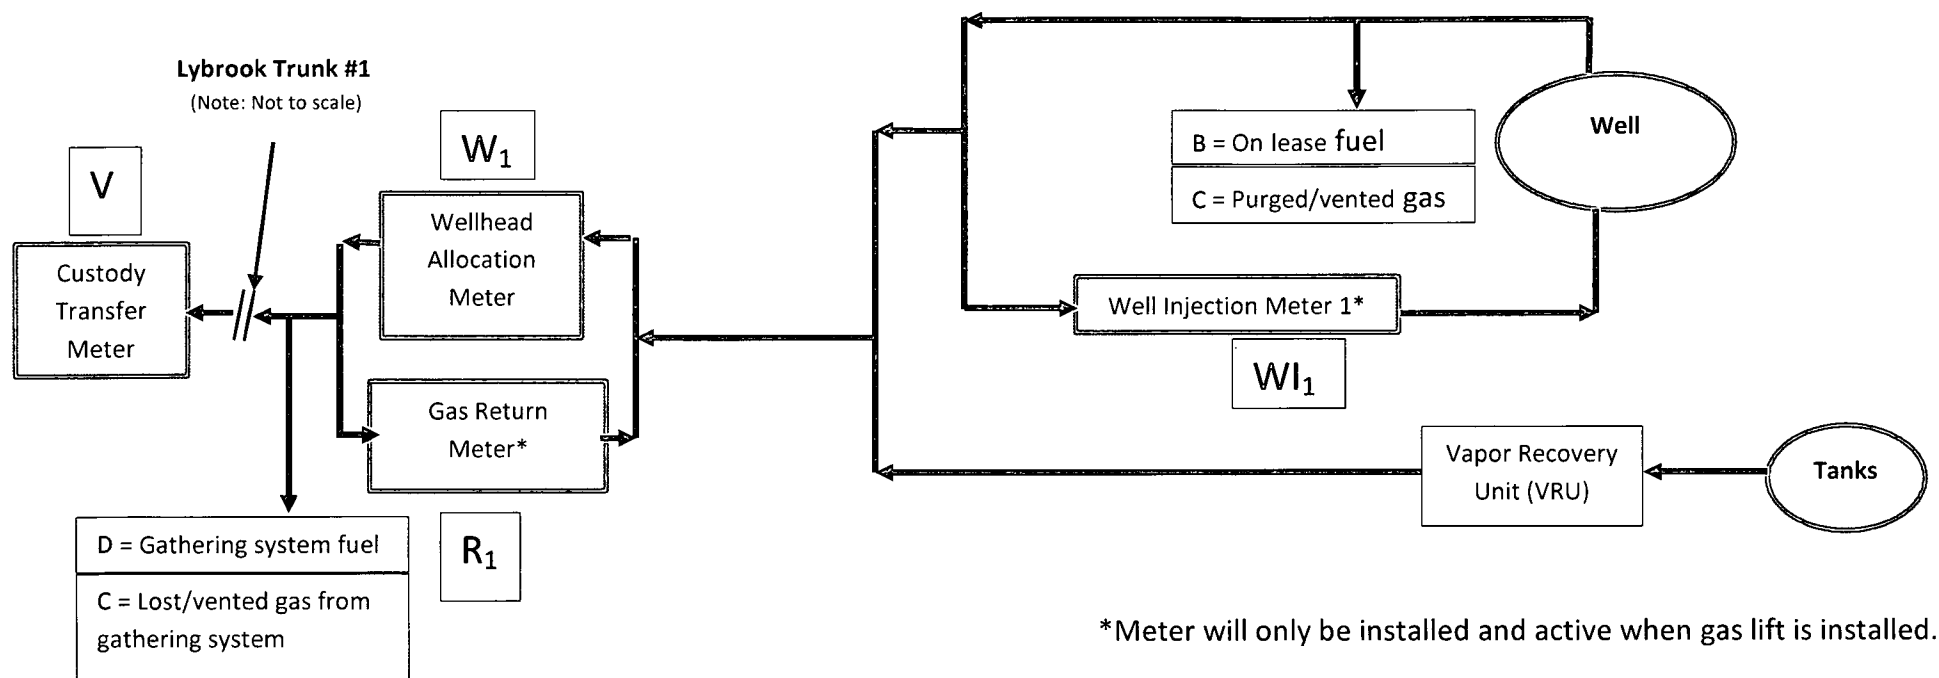 Lybrook Trunk #1
(Note: Not to scale)
V
Custody
Transfer
Meter
W₁
Wellhead
Allocation
Meter
Gas Return
Meter*
R₁
D = Gathering system fuel
C = Lost/vented gas from
gathering system
B = On lease fuel
C = Purged/vented gas
Well
Well Injection Meter 1*
WI₁
Vapor Recovery
Unit (VRU)
Tanks
*Meter will only be installed and active when gas lift is installed.